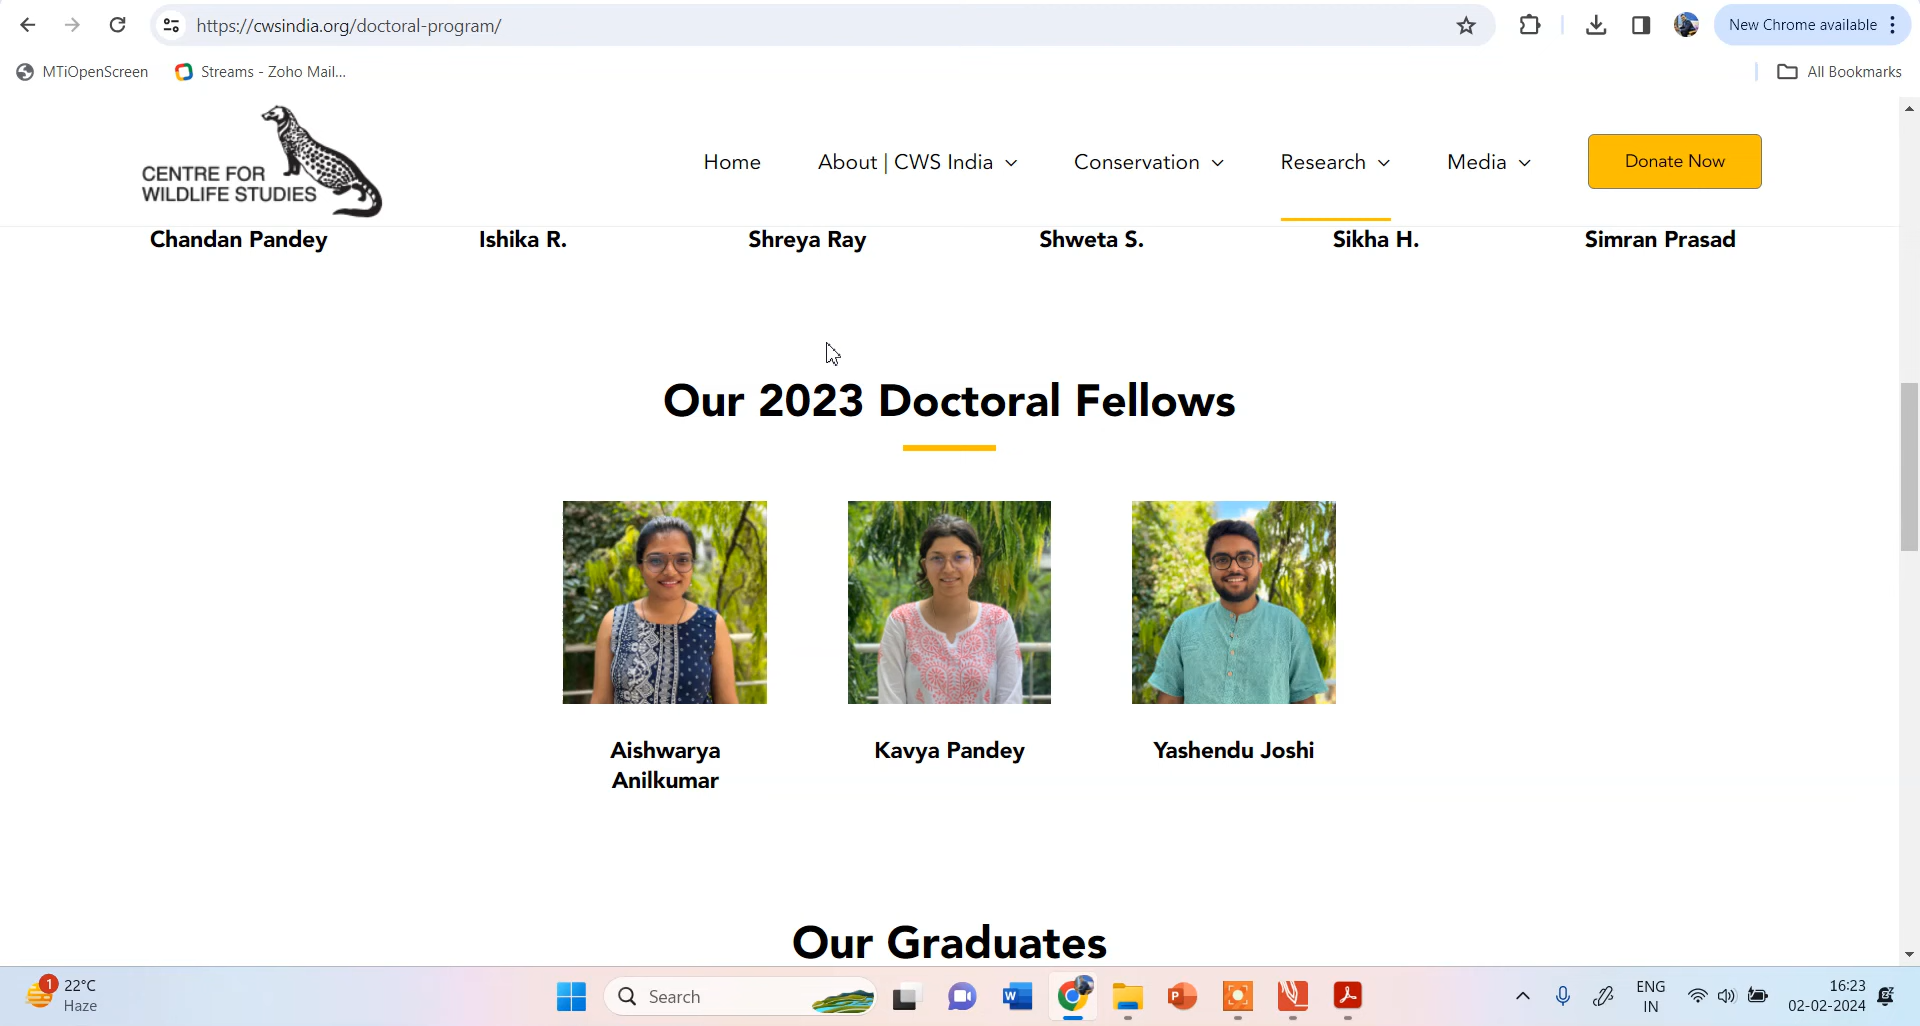 https://cwsindia.org/doctoral-program/
New Chrome available
MTiOpenScreen
Streams - Zoho Mail...
All Bookmarks
CENTRE FOR
WILDLIFE STUDIES
Home
About | CWS India
Conservation
Research
Media
Donate Now
Chandan Pandey
Ishika R.
Shreya Ray
Shweta S.
Sikha H.
Simran Prasad
Our 2023 Doctoral Fellows
Aishwarya
Anilkumar
Kavya Pandey
Yashendu Joshi
Our Graduates
1
22°C
Haze
Search
W
P
ENG
IN
16:23
02-02-2024